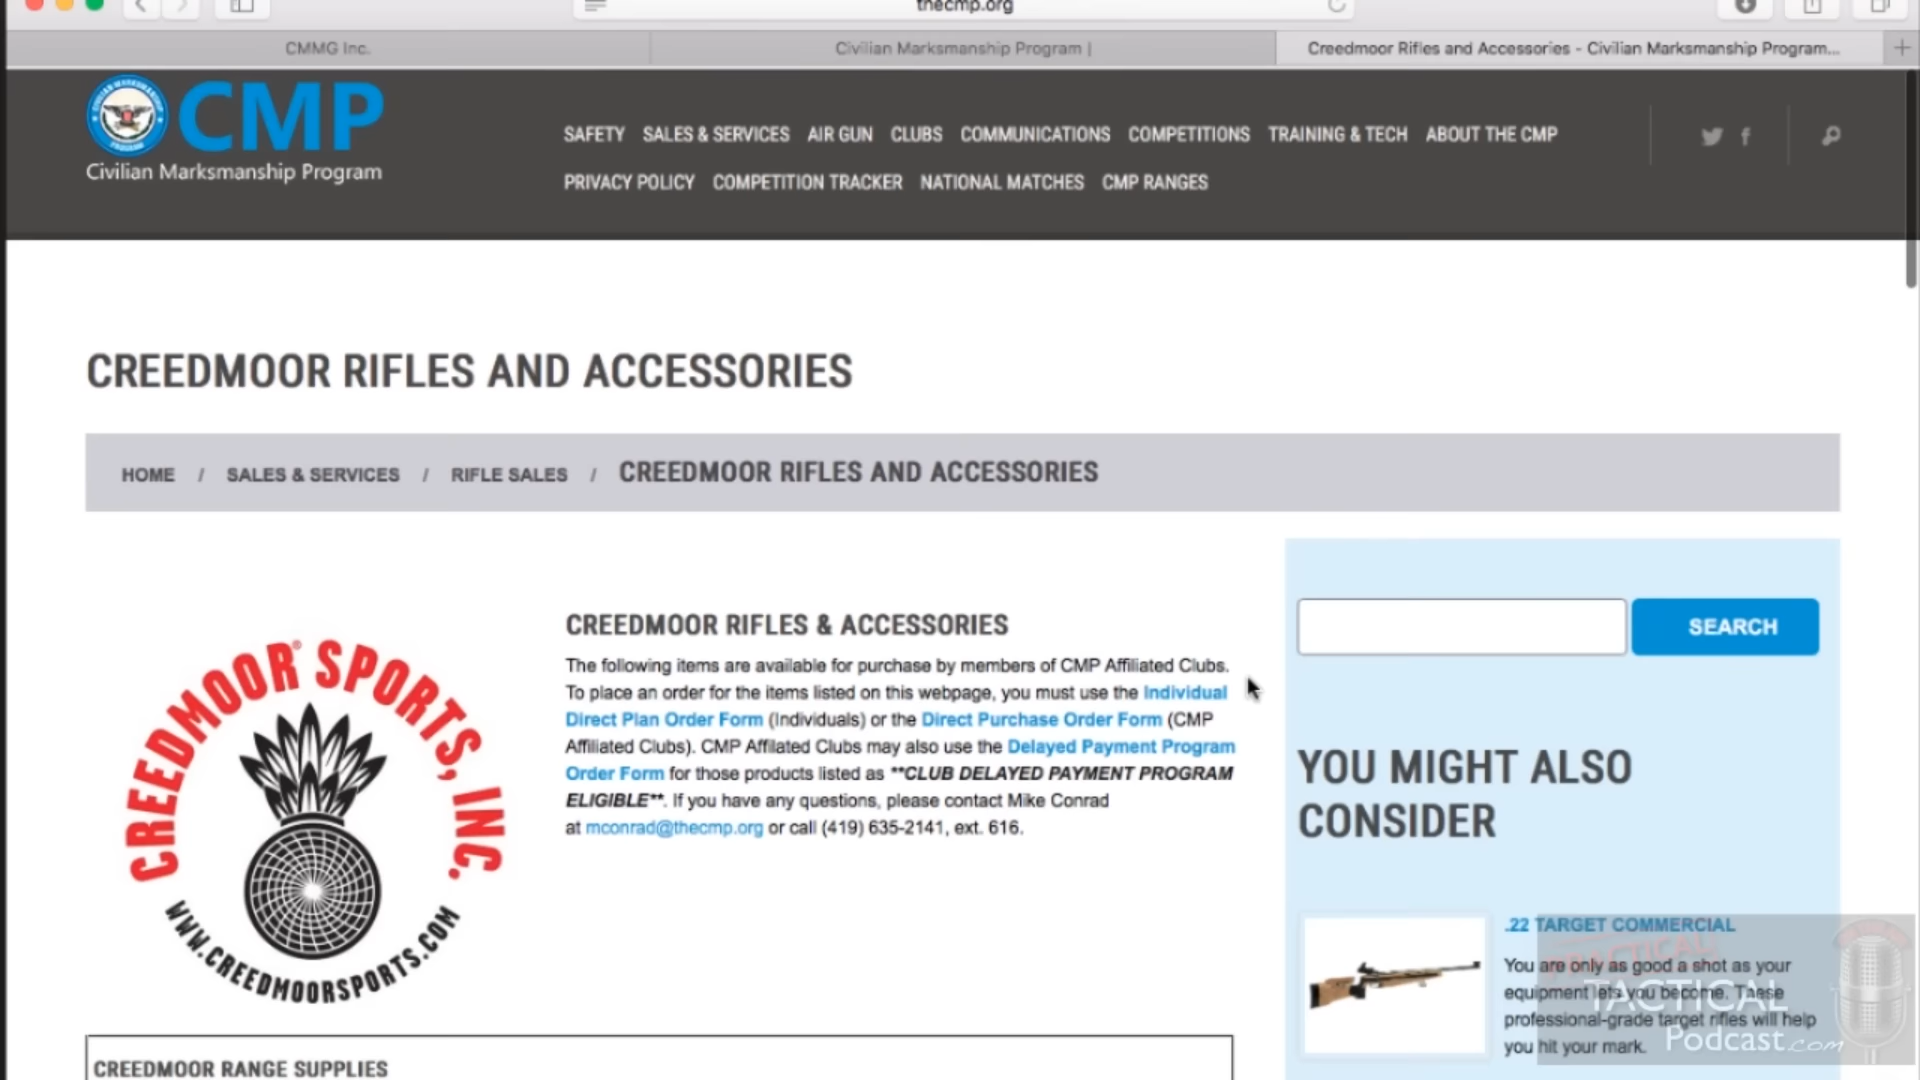 thecmp.org
CMMG Inc.
Civilian Marksmanship Program |
Creedmoor Rifles and Accessories - Civilian Marksmanship Program...
CMP
Civilian Marksmanship Program
SAFETY SALES & SERVICES AIR GUN CLUBS COMMUNICATIONS COMPETITIONS TRAINING & TECH ABOUT THE CMP
PRIVACY POLICY COMPETITION TRACKER NATIONAL MATCHES CMP RANGES
CREEDMOOR RIFLES AND ACCESSORIES
HOME / SALES & SERVICES / RIFLE SALES / CREEDMOOR RIFLES AND ACCESSORIES
CREEDMOOR SPORTS, INC.
WWW.CREEDMOORSPORTS.COM
CREEDMOOR RIFLES & ACCESSORIES
The following items are available for purchase by members of CMP Affiliated Clubs.
To place an order for the items listed on this webpage, you must use the Individual
Direct Plan Order Form (Individuals) or the Direct Purchase Order Form (CMP
Affiliated Clubs). CMP Affilated Clubs may also use the Delayed Payment Program
Order Form for those products listed as **CLUB DELAYED PAYMENT PROGRAM
ELIGIBLE**. If you have any questions, please contact Mike Conrad
at mconrad@thecmp.org or call (419) 635-2141, ext. 616.
CREEDMOOR RANGE SUPPLIES
SEARCH
YOU MIGHT ALSO
CONSIDER
.22 TARGET COMMERCIAL
You are only as good a shot as your
equipment lets you become. These
professional-grade target rifles will help
you hit your mark.
PRACTICAL
TACTICAL
Podcast.com